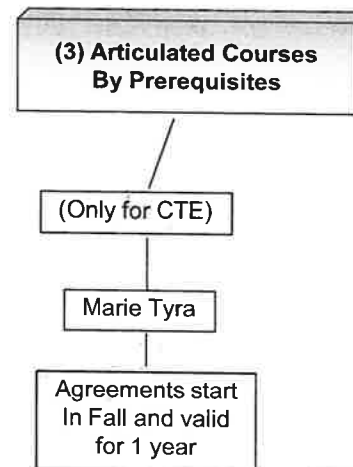 (3) Articulated Courses
By Prerequisites
(Only for CTE)
Marie Tyra
Agreements start
In Fall and valid
for 1 year